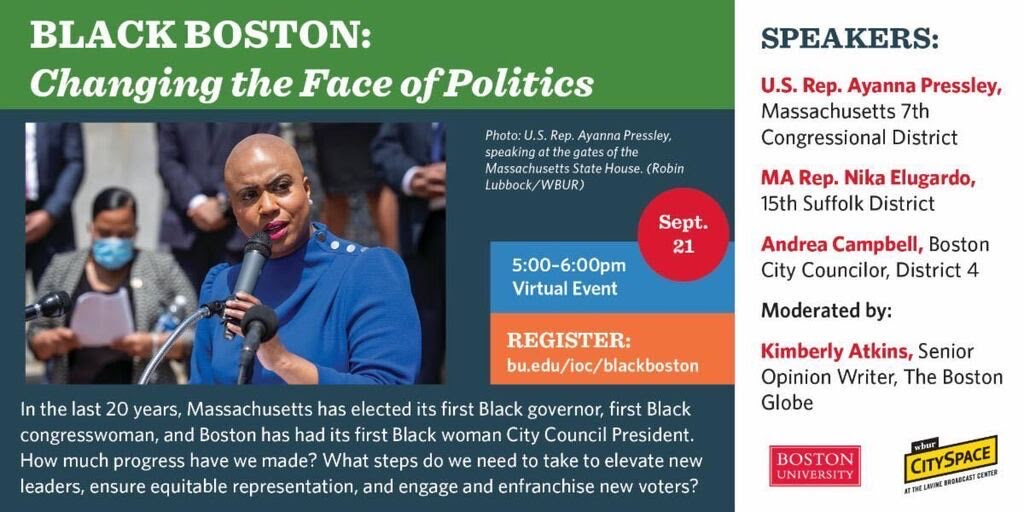 BLACK BOSTON:
Changing the Face of Politics
Photo: U.S. Rep. Ayanna Pressley,
speaking at the gates of the
Massachusetts State House. (Robin
Lubbock/WBUR)
Sept.
21
5:00–6:00pm
Virtual Event
REGISTER:
bu.edu/ioc/blackboston
In the last 20 years, Massachusetts has elected its first Black governor, first Black
congresswoman, and Boston has had its first Black woman City Council President.
How much progress have we made? What steps do we need to take to elevate new
leaders, ensure equitable representation, and engage and enfranchise new voters?
SPEAKERS:
U.S. Rep. Ayanna Pressley,
Massachusetts 7th
Congressional District
MA Rep. Nika Elugardo,
15th Suffolk District
Andrea Campbell, Boston
City Councilor, District 4
Moderated by:
Kimberly Atkins, Senior
Opinion Writer, The Boston
Globe
BOSTON
UNIVERSITY
wbur
CITYSPACE
AT THE LAVINE BROADCAST CENTER